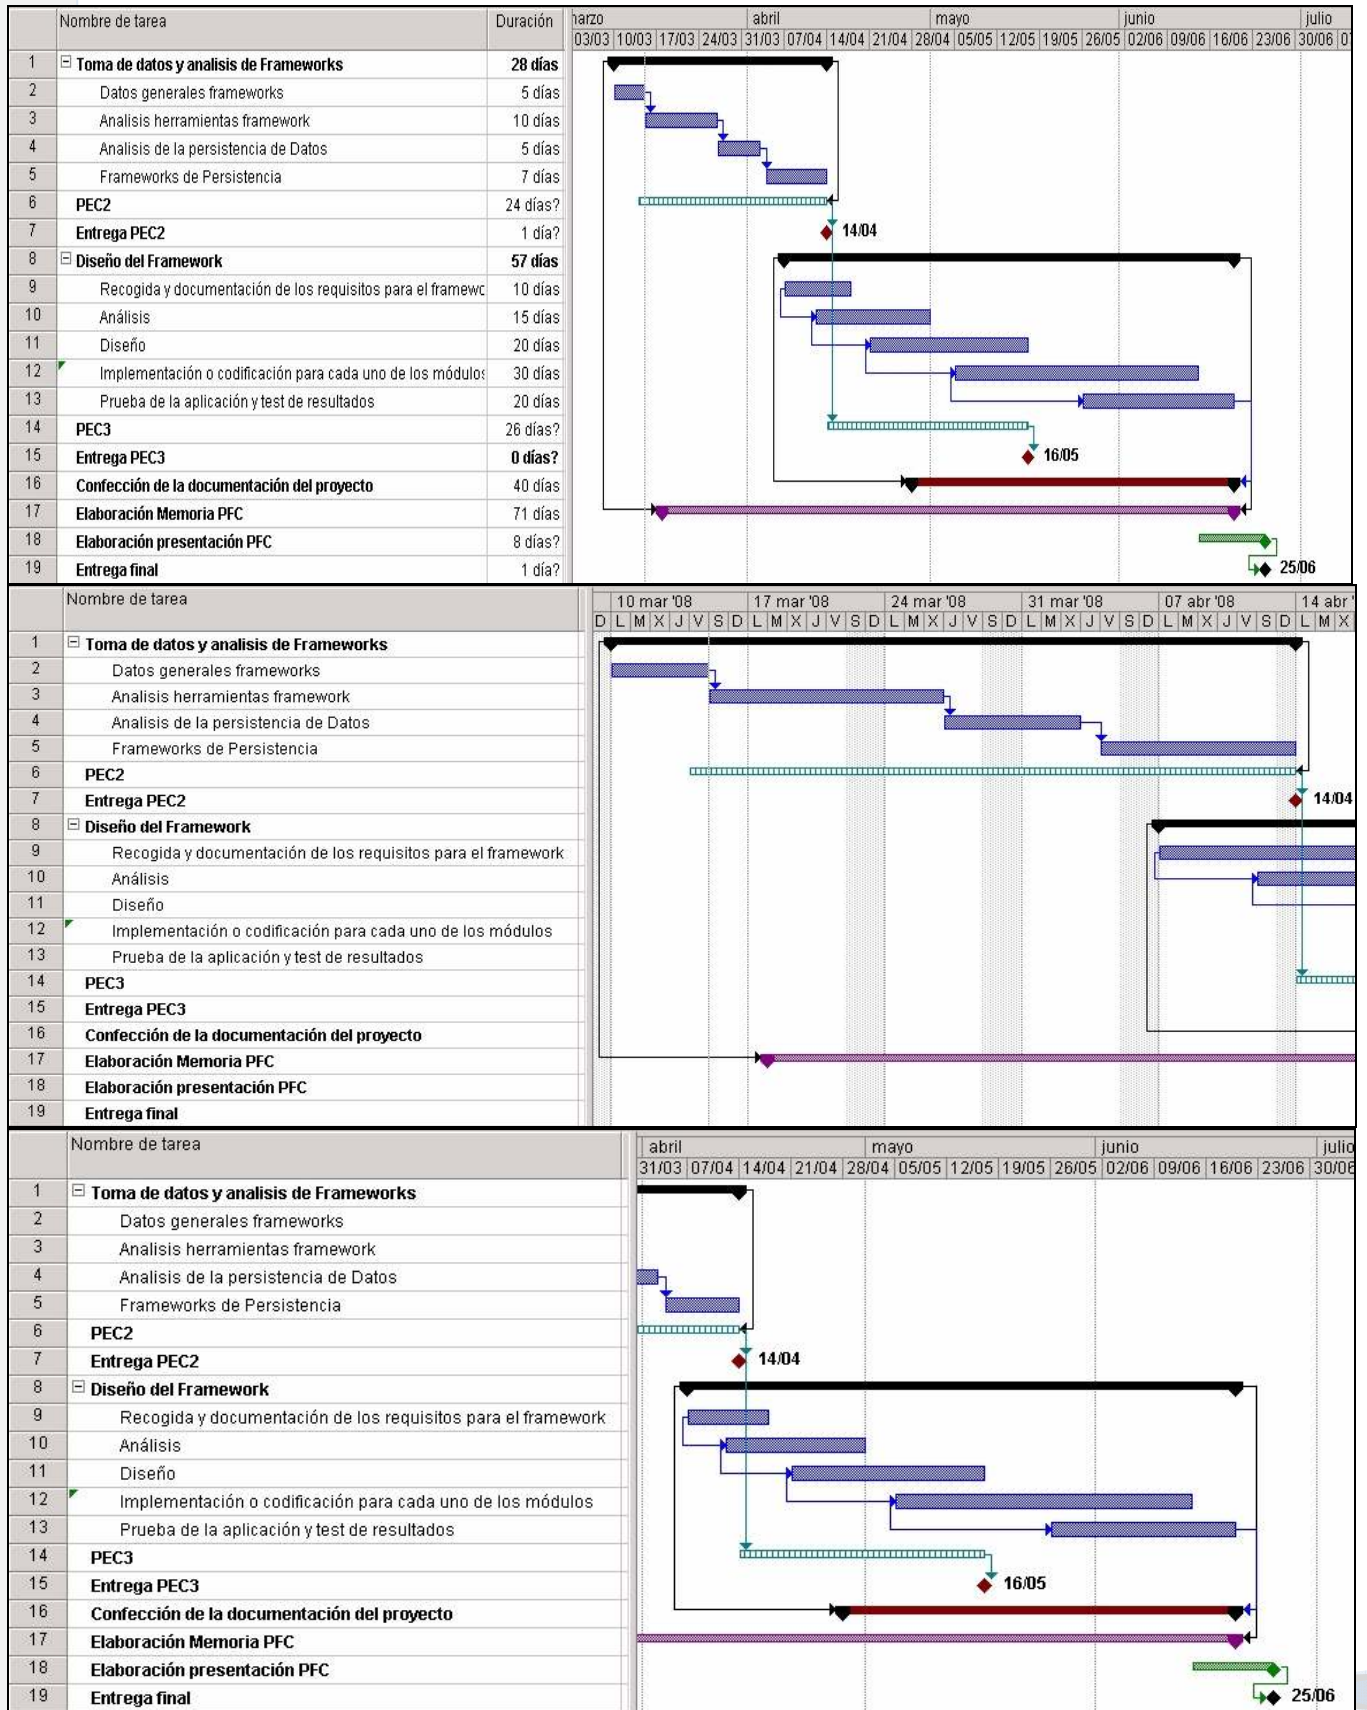 Nombre de tarea Duración arzo abril mayo junio julio
03/03 10/03 17/03 24/03 31/03 07/04 14/04 21/04 28/04 05/05 12/05 19/05 26/05 02/06 09/06 16/06 23/06 30/06
1 Toma de datos y analisis de Frameworks 28 días
2 Datos generales frameworks 5 días
3 Analisis herramientas framework 10 días
4 Analisis de la persistencia de Datos 5 días
5 Frameworks de Persistencia 7 días
6 PEC2 24 días?
7 Entrega PEC2 1 día? 14/04
8 Diseño del Framework 57 días
9 Recogida y documentación de los requisitos para el framewc 10 días
10 Análisis 15 días
11 Diseño 20 días
12 Implementación o codificación para cada uno de los módulos 30 días
13 Prueba de la aplicación y test de resultados 20 días
14 PEC3 26 días?
15 Entrega PEC3 0 días? 16/05
16 Confección de la documentación del proyecto 40 días
17 Elaboración Memoria PFC 71 días
18 Elaboración presentación PFC 8 días?
19 Entrega final 1 día? 25/06
Nombre de tarea 10 mar '08 17 mar '08 24 mar '08 31 mar '08 07 abr '08 14 abr '
D L M X J V S D L M X J V S D L M X J V S D L M X J V S D L M X J V S D L M X
1 Toma de datos y analisis de Frameworks
2 Datos generales frameworks
3 Analisis herramientas framework
4 Analisis de la persistencia de Datos
5 Frameworks de Persistencia
6 PEC2
7 Entrega PEC2 14/04
8 Diseño del Framework
9 Recogida y documentación de los requisitos para el framework
10 Análisis
11 Diseño
12 Implementación o codificación para cada uno de los módulos
13 Prueba de la aplicación y test de resultados
14 PEC3
15 Entrega PEC3
16 Confección de la documentación del proyecto
17 Elaboración Memoria PFC
18 Elaboración presentación PFC
19 Entrega final
Nombre de tarea abril mayo junio julio
31/03 07/04 14/04 21/04 28/04 05/05 12/05 19/05 26/05 02/06 09/06 16/06 23/06 30/06
1 Toma de datos y analisis de Frameworks
2 Datos generales frameworks
3 Analisis herramientas framework
4 Analisis de la persistencia de Datos
5 Frameworks de Persistencia
6 PEC2
7 Entrega PEC2 14/04
8 Diseño del Framework
9 Recogida y documentación de los requisitos para el framework
10 Análisis
11 Diseño
12 Implementación o codificación para cada uno de los módulos
13 Prueba de la aplicación y test de resultados
14 PEC3
15 Entrega PEC3 16/05
16 Confección de la documentación del proyecto
17 Elaboración Memoria PFC
18 Elaboración presentación PFC
19 Entrega final 25/06